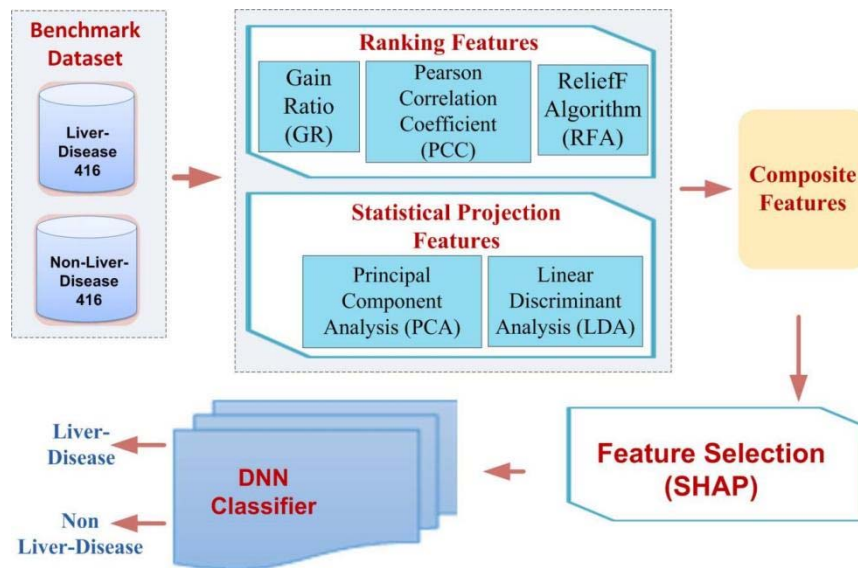 Benchmark
Dataset
Liver-
Disease
416
Non-Liver-
Disease
416
Ranking Features
Gain
Ratio
(GR)
Pearson
Correlation
Coefficient
(PCC)
ReliefF
Algorithm
(RFA)
Statistical Projection
Features
Principal
Component
Analysis (PCA)
Linear
Discriminant
Analysis (LDA)
Composite
Features
Feature Selection
(SHAP)
DNN
Classifier
Liver-
Disease
Non
Liver-Disease